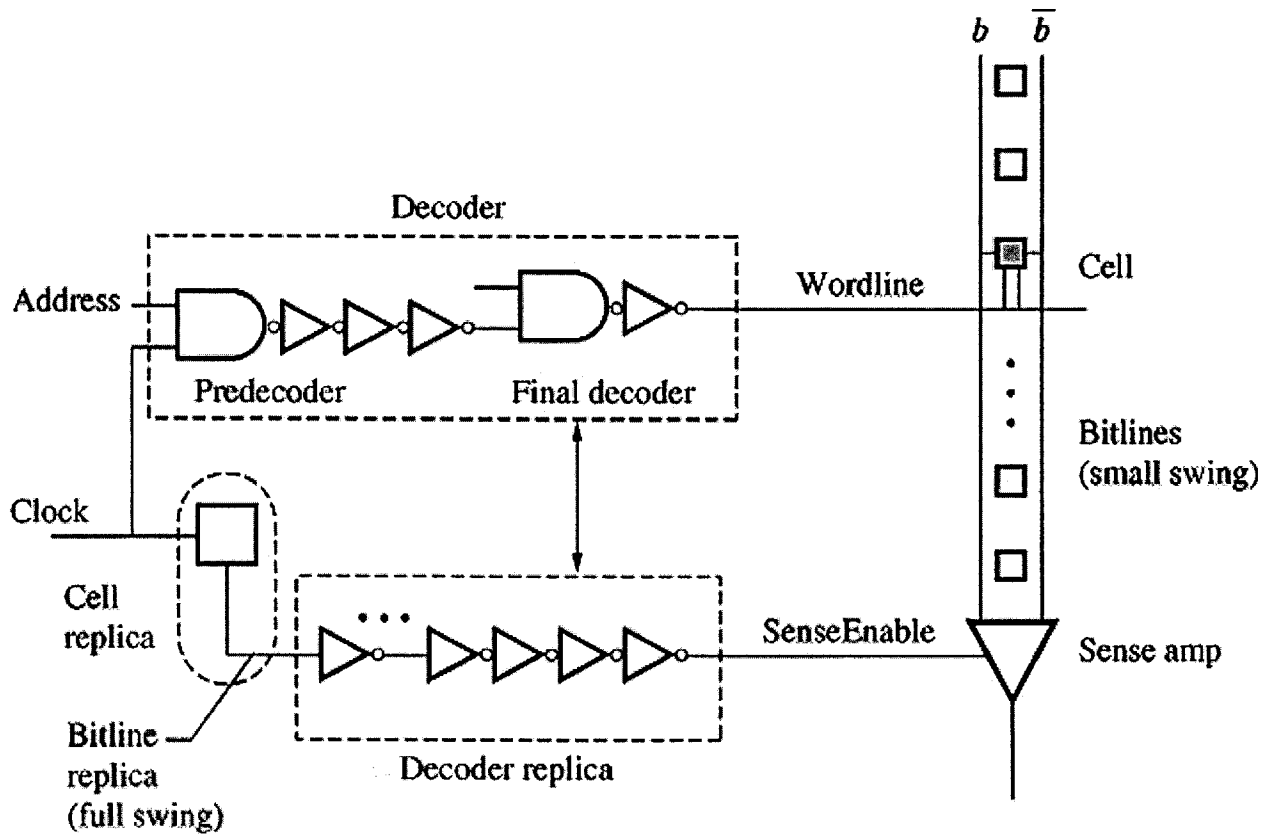 b b̅
Decoder
Address
Wordline
Cell
Predecoder
Final decoder
Bitlines
(small swing)
Clock
Cell
replica
SenseEnable
Sense amp
Bitline
replica
(full swing)
Decoder replica